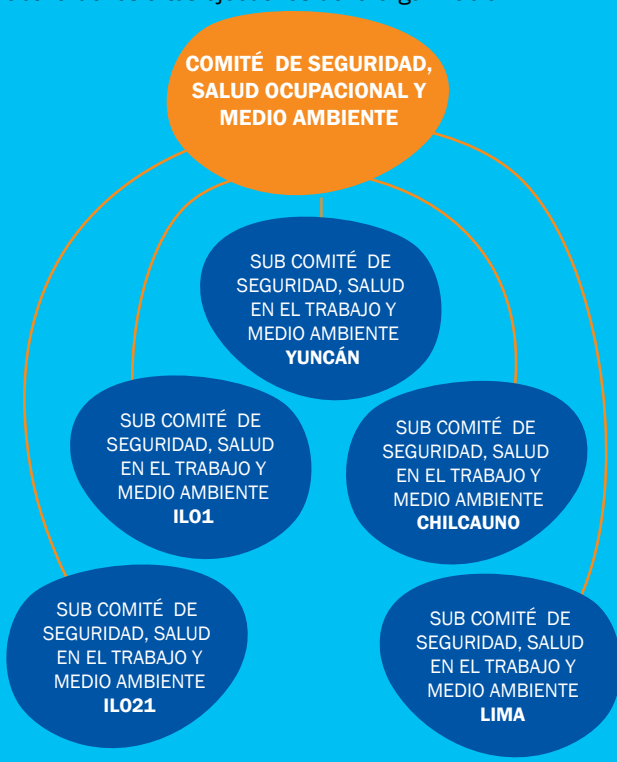 COMITÉ DE SEGURIDAD,
SALUD OCUPACIONAL Y
MEDIO AMBIENTE
SUB COMITÉ DE
SEGURIDAD, SALUD
EN EL TRABAJO Y
MEDIO AMBIENTE
YUNCÁN
SUB COMITÉ DE
SEGURIDAD, SALUD
EN EL TRABAJO Y
MEDIO AMBIENTE
ILO1
SUB COMITÉ DE
SEGURIDAD, SALUD
EN EL TRABAJO Y
MEDIO AMBIENTE
CHILCAUNO
SUB COMITÉ DE
SEGURIDAD, SALUD
EN EL TRABAJO Y
MEDIO AMBIENTE
ILO21
SUB COMITÉ DE
SEGURIDAD, SALUD
EN EL TRABAJO Y
MEDIO AMBIENTE
LIMA